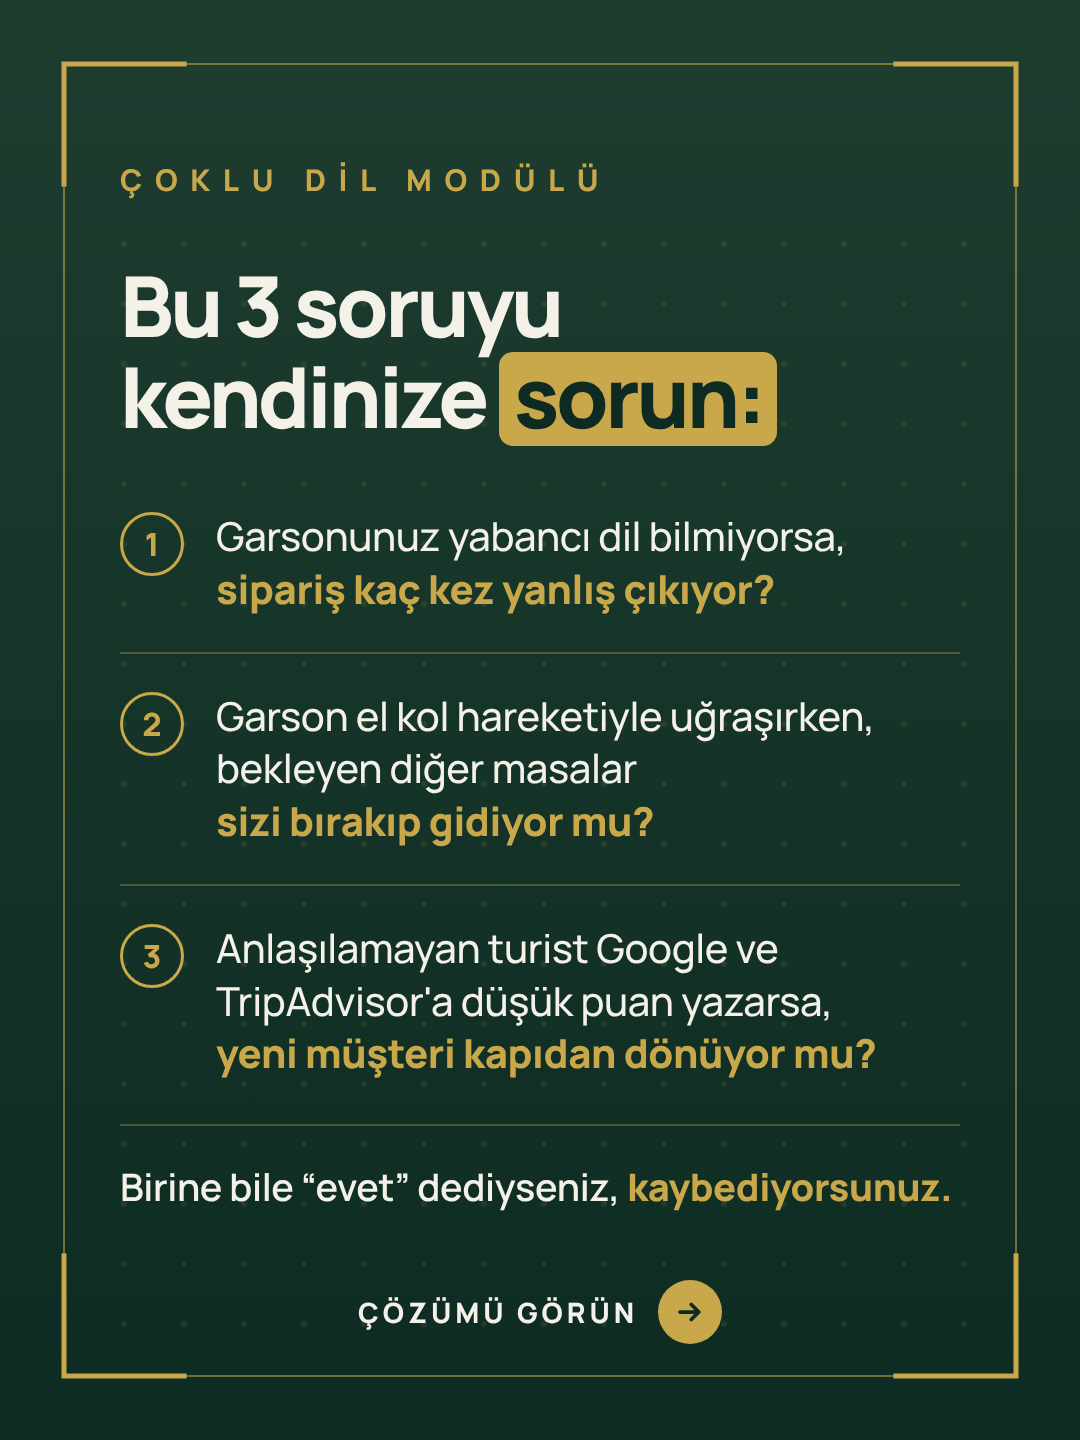 ÇOKLU DİL MODÜLÜ
Bu 3 soruyu
kendinize sorun:
1 Garsonunuz yabancı dil bilmiyorsa,
sipariş kaç kez yanlış çıkıyor?
2 Garson el kol hareketiyle uğraşırken,
bekleyen diğer masalar
sizi bırakıp gidiyor mu?
3 Anlaşılamayan turist Google ve
TripAdvisor'a düşük puan yazarsa,
yeni müşteri kapıdan dönüyor mu?
Birine bile “evet” dediyseniz, kaybediyorsunuz.
ÇÖZÜMÜ GÖRÜN →